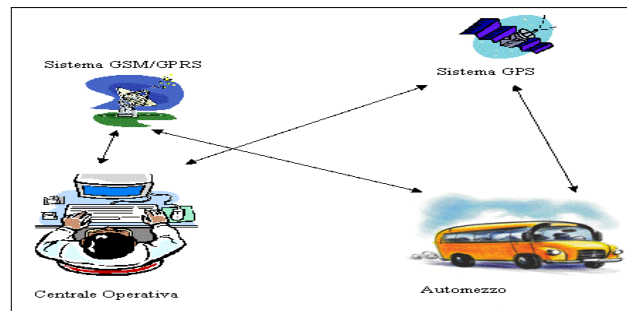 Sistema GSM/GPRS
Sistema GPS
Centrale Operativa
Automezzo